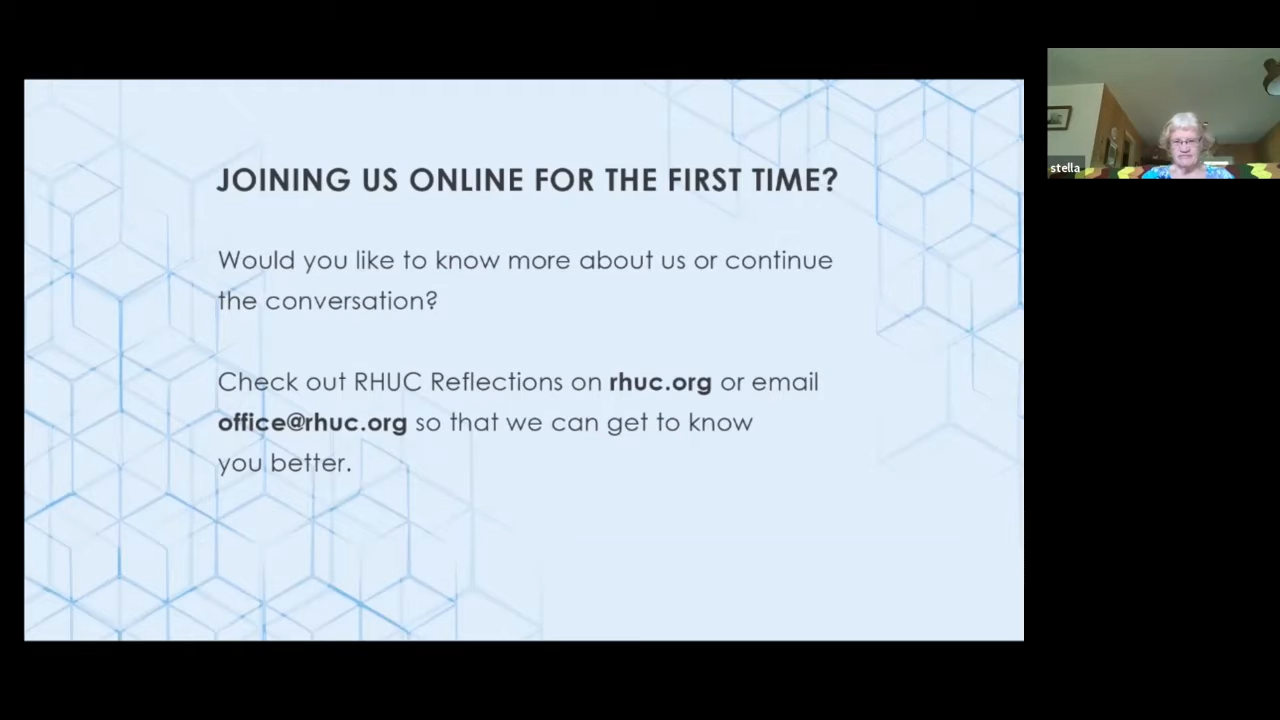 JOINING US ONLINE FOR THE FIRST TIME?
Would you like to know more about us or continue
the conversation?
Check out RHUC Reflections on rhuc.org or email
office@rhuc.org so that we can get to know
you better.
stella